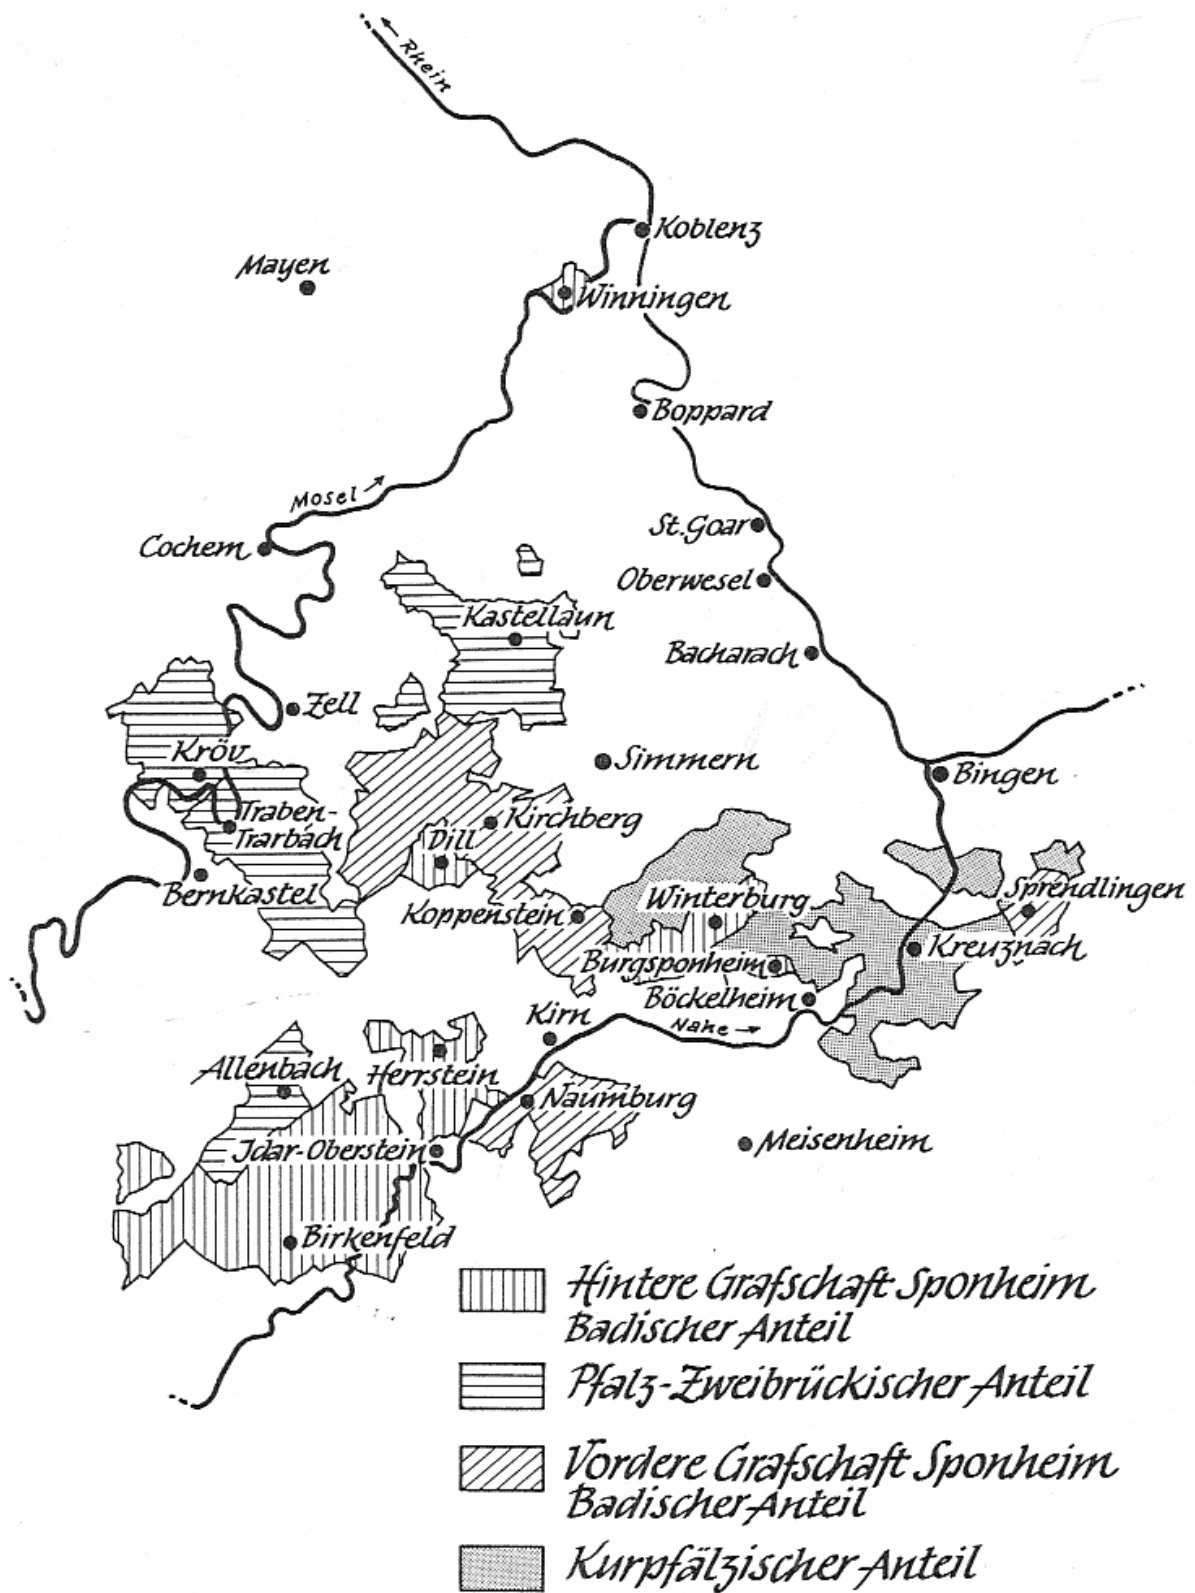 Rhein
Koblenz
Mayen
Winningen
Boppard
Mosel
St. Goar
Cochem
Oberwesel
Kastellaun
Bacharach
Zell
Kröv
Simmern
Bingen
Traben-
Trarbach
Kirchberg
Dill
Bernkastel
Sprendlingen
Koppenstein
Winterburg
Kreuznach
Burgsponheim
Böckelheim
Kirn
Nahe
Allenbach
Herrstein
Naumburg
Idar-Oberstein
Meisenheim
Birkenfeld
Hintere Grafschaft Sponheim
Badischer Anteil
Pfalz-Zweibrückischer Anteil
Vordere Grafschaft Sponheim
Badischer Anteil
Kurpfälzischer Anteil